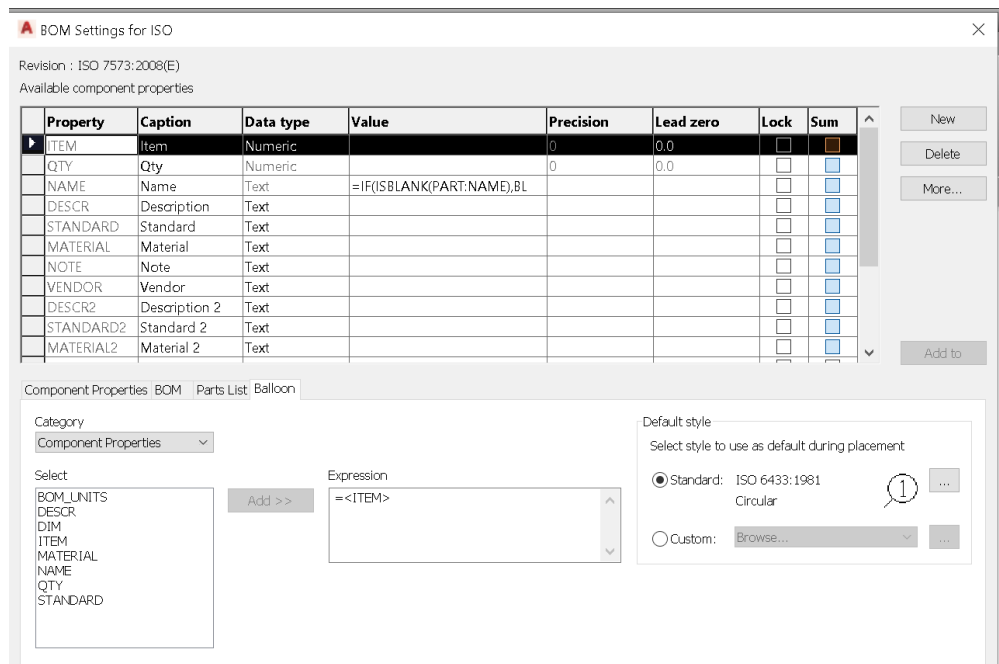 BOM Settings for ISO
Revision : ISO 7573:2008(E)
Available component properties
Property Caption Data type Value Precision Lead zero Lock Sum
ITEM Item Numeric 0 0.0
QTY Qty Numeric 0 0.0
NAME Name Text =IF(ISBLANK(PART:NAME),BL
DESCR Description Text
STANDARD Standard Text
MATERIAL Material Text
NOTE Note Text
VENDOR Vendor Text
DESCR2 Description 2 Text
STANDARD2 Standard 2 Text
MATERIAL2 Material 2 Text
New
Delete
More...
Add to
Component Properties BOM Parts List Balloon
Category
Component Properties
Select
BOM_UNITS
DESCR
DIM
ITEM
MATERIAL
NAME
QTY
STANDARD
Add >>
Expression
=<ITEM>
Default style
Select style to use as default during placement
Standard: ISO 6433:1981
Circular
1
...
Custom: Browse...
...